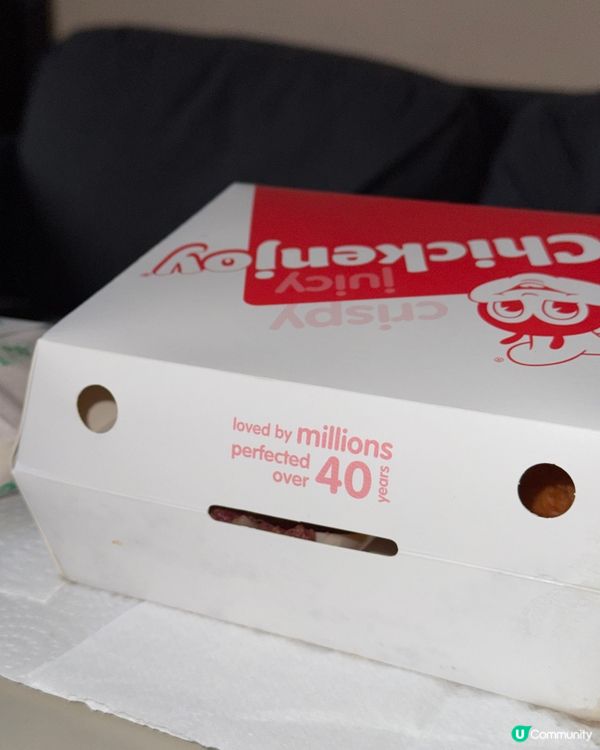 Chickenjoy
juicy
crispy
loved by millions
perfected
over 40 years
U Community